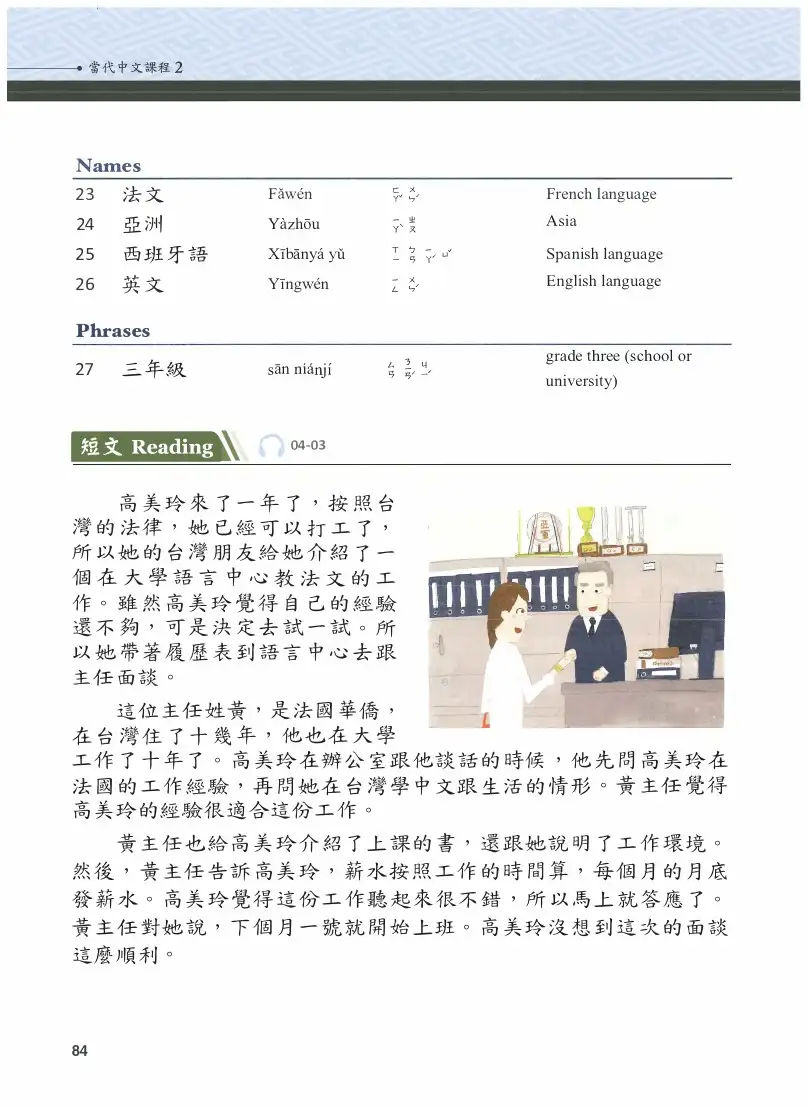 當代中文課程 2
Names
23 法文 Fǎwén ㄈㄚˇ ㄨㄣˊ French language
24 亞洲 Yàzhōu ㄧㄚˋ ㄓㄡ Asia
25 西班牙語 Xībānyá yǔ ㄒㄧ ㄅㄢ ㄧㄚˊ ㄩˇ Spanish language
26 英文 Yīngwén ㄧㄥ ㄨㄣˊ English language
Phrases
27 三年級 sān niánjí ㄙㄢ ㄋㄧㄢˊ ㄐㄧˊ grade three (school or
university)
短文 Reading 04-03
高美玲來了一年了，按照台
灣的法律，她已經可以打工了，
所以她的台灣朋友給她介紹了一
個在大學語言中心教法文的工
作。雖然高美玲覺得自己的經驗
還不夠，可是決定去試一試。所
以她帶著履歷表到語言中心去跟
主任面談。
這位主任姓黃，是法國華僑，
在台灣住了十幾年，他也在大學
工作了十年了。高美玲在辦公室跟他談話的時候，他先問高美玲在
法國的工作經驗，再問她在台灣學中文跟生活的情形。黃主任覺得
高美玲的經驗很適合這份工作。
黃主任也給高美玲介紹了上課的書，還跟她說明了工作環境。
然後，黃主任告訴高美玲，薪水按照工作的時間算，每個月的月底
發薪水。高美玲覺得這份工作聽起來很不錯，所以馬上就答應了。
黃主任對她說，下個月一號就開始上班。高美玲沒想到這次的面談
這麼順利。
84